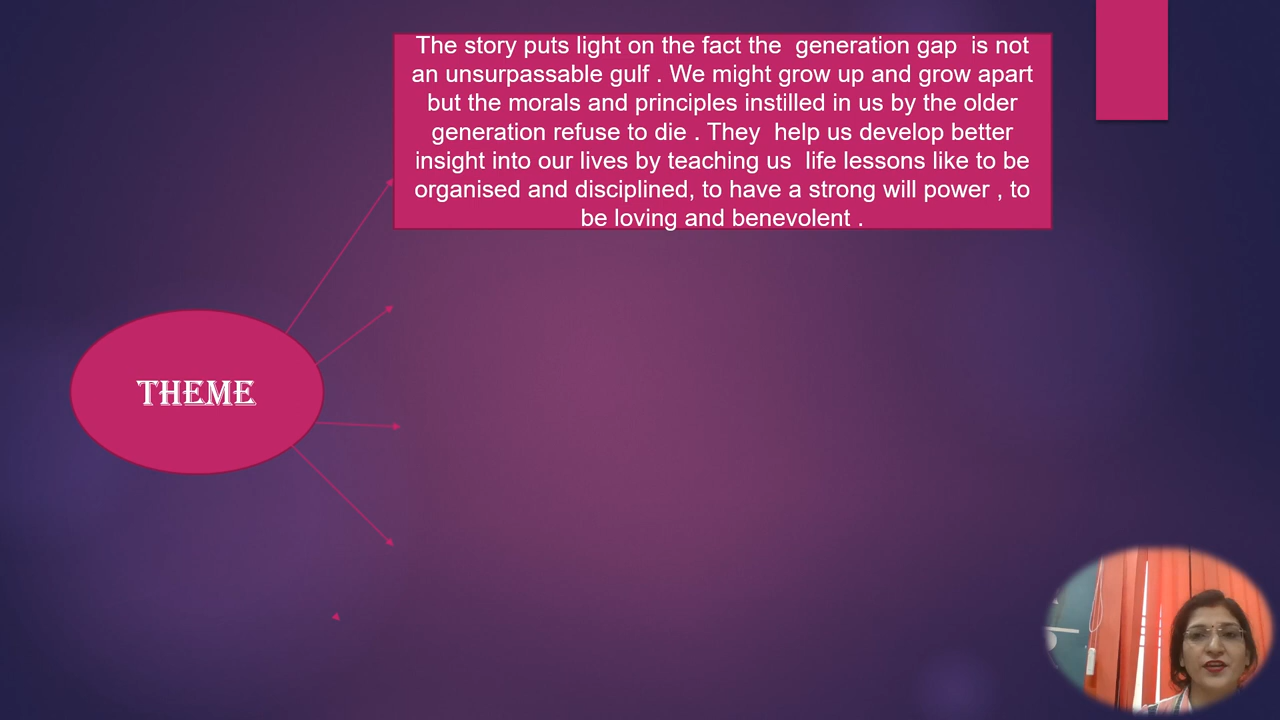 The story puts light on the fact the  generation gap  is not
an unsurpassable gulf . We might grow up and grow apart
but the morals and principles instilled in us by the older
generation refuse to die . They  help us develop better
insight into our lives by teaching us  life lessons like to be
organised and disciplined, to have a strong will power , to
be loving and benevolent .
THEME